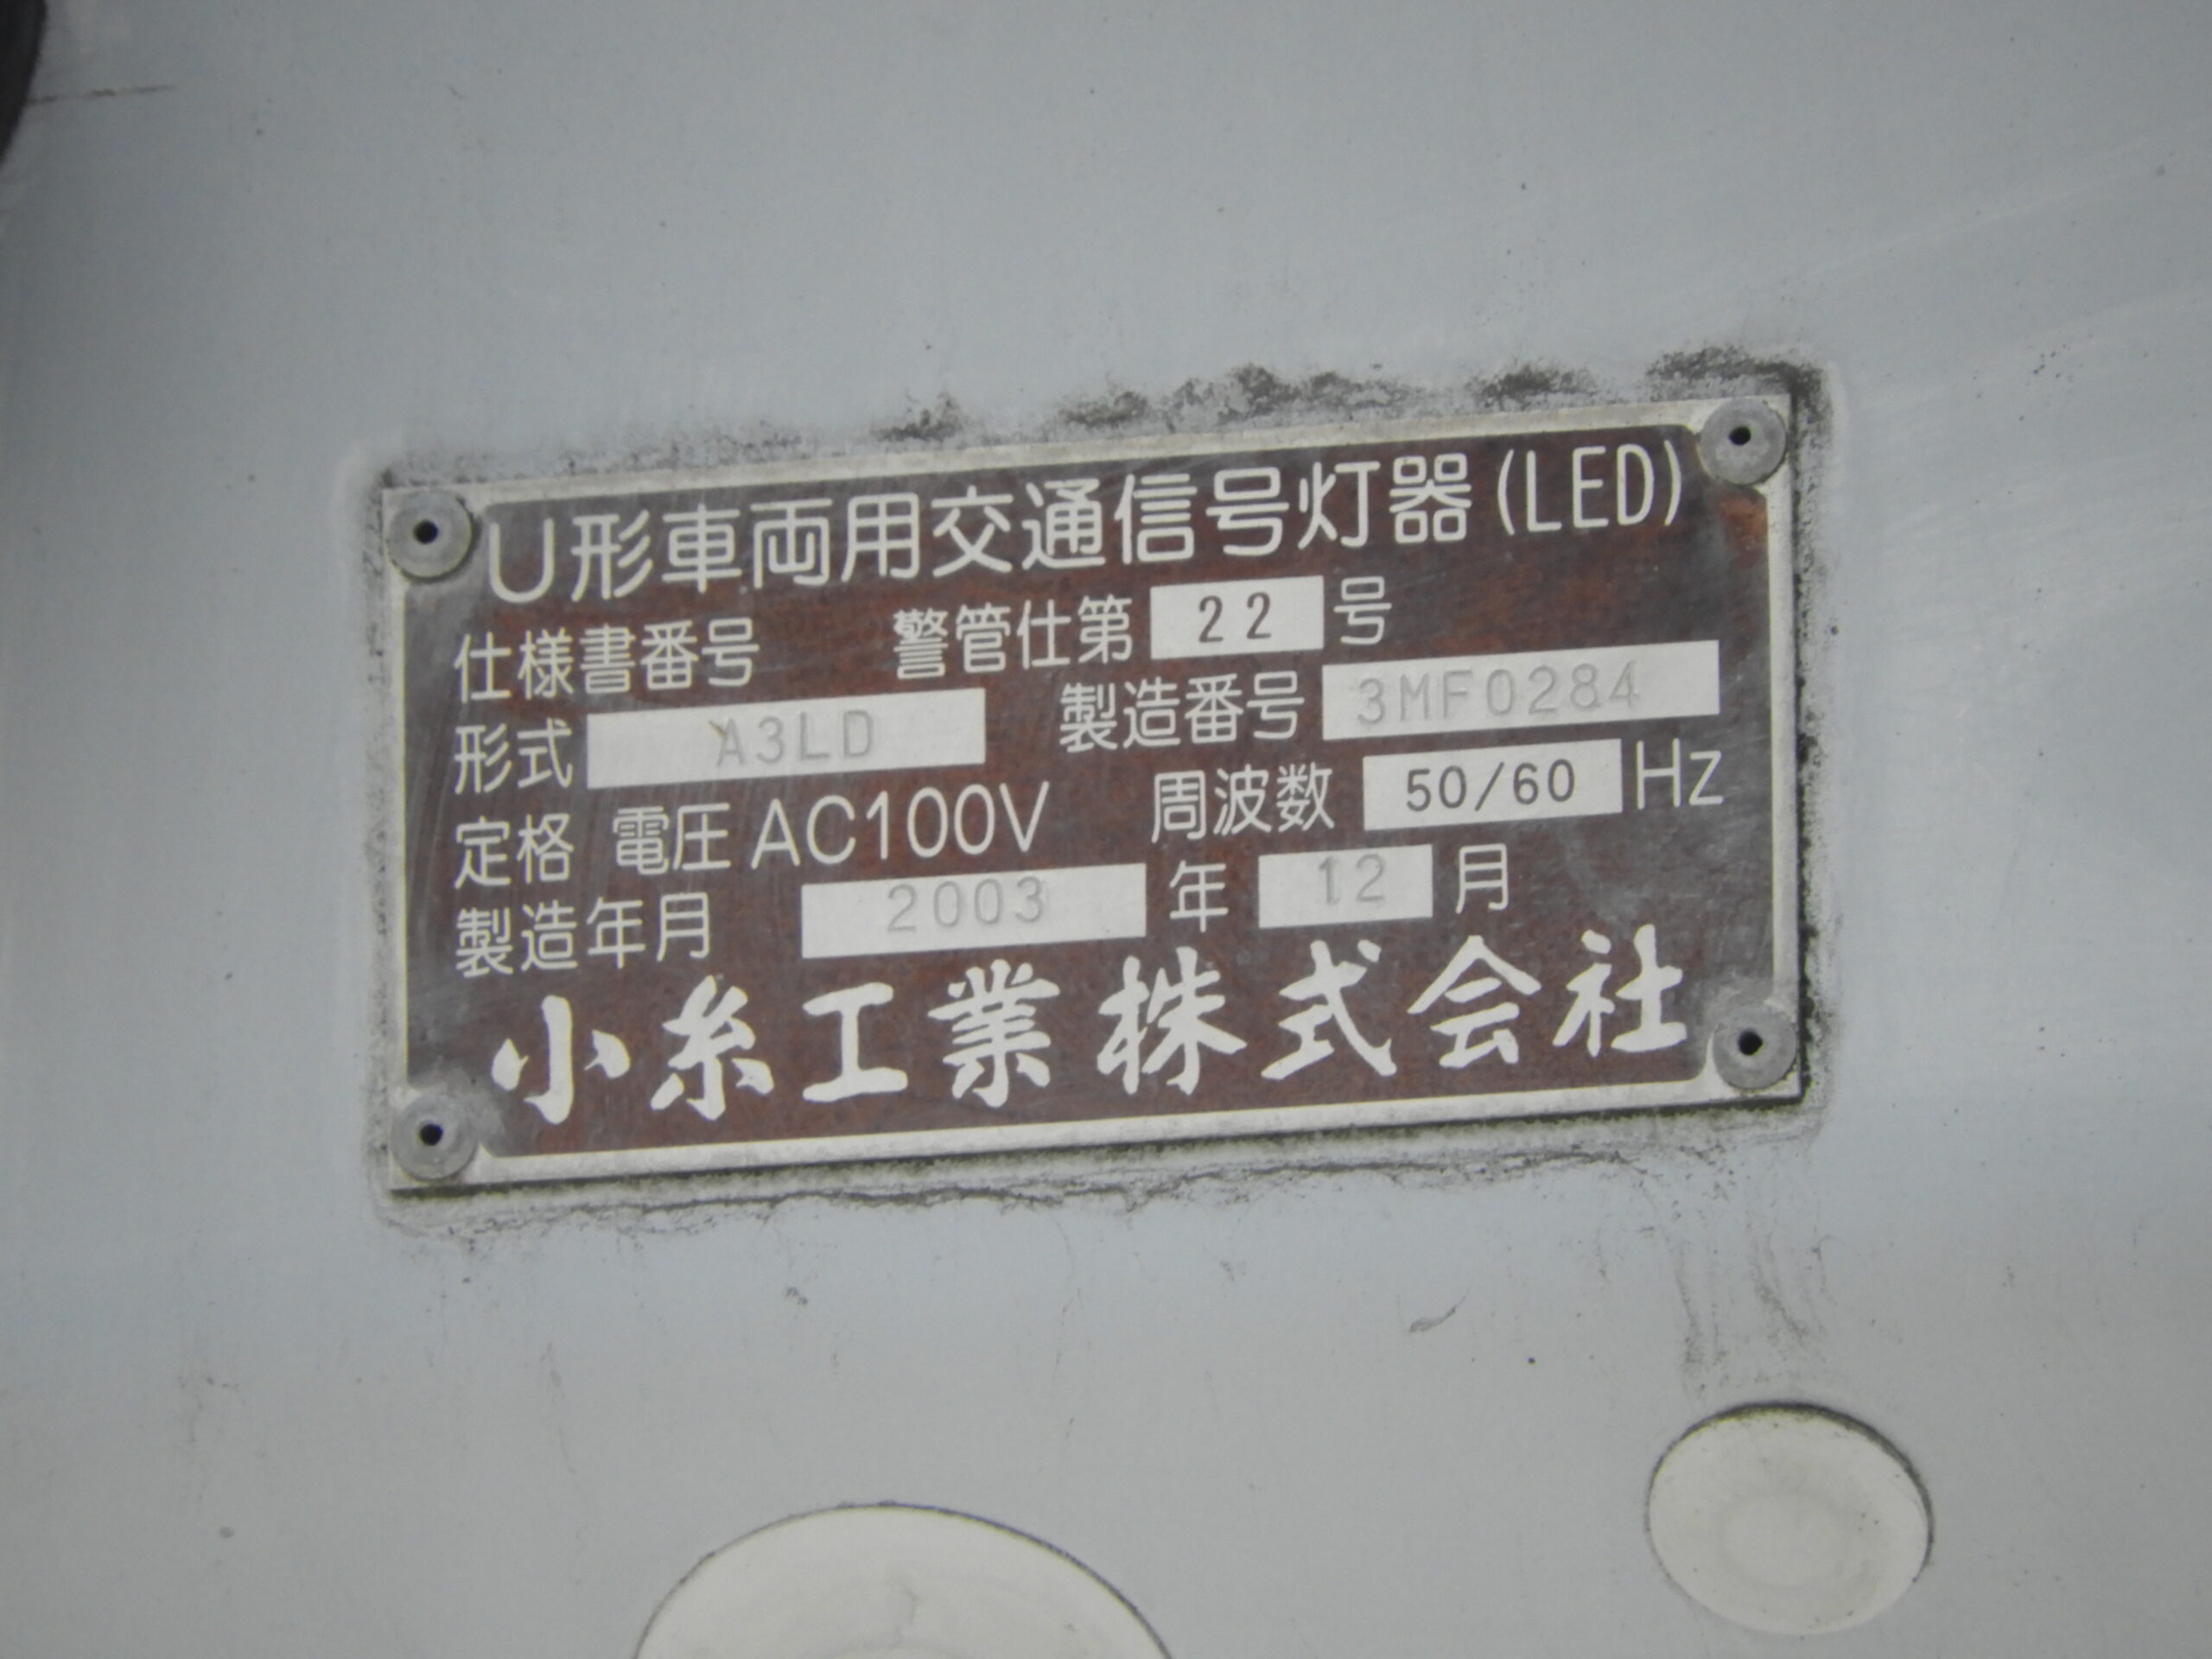 U形車両用交通信号灯器(LED)
仕様書番号 警管仕第 22 号
形式 A3LD 製造番号 3MF0284
定格 電圧 AC100V 周波数 50/60 Hz
製造年月 2003 年 12 月
小糸工業株式会社